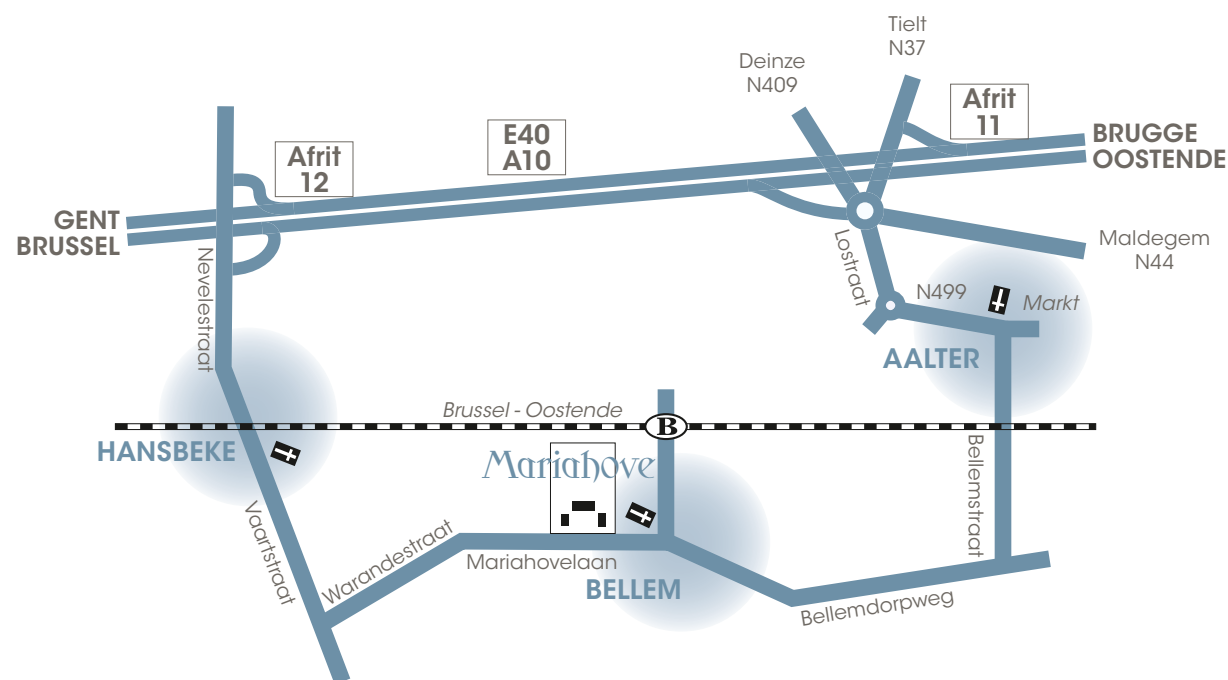 Tielt
N37
Deinze
N409
Afrit
11
E40
A10
BRUGGE
OOSTENDE
Afrit
12
GENT
BRUSSEL
Maldegem
N44
Nevelestraat
Lostraat
N499
Markt
AALTER
Brussel - Oostende
B
HANSBEKE
Mariahove
Bellemstraat
Vaartstraat
Warandestraat
Mariahovelaan
BELLEM
Bellemdorpweg